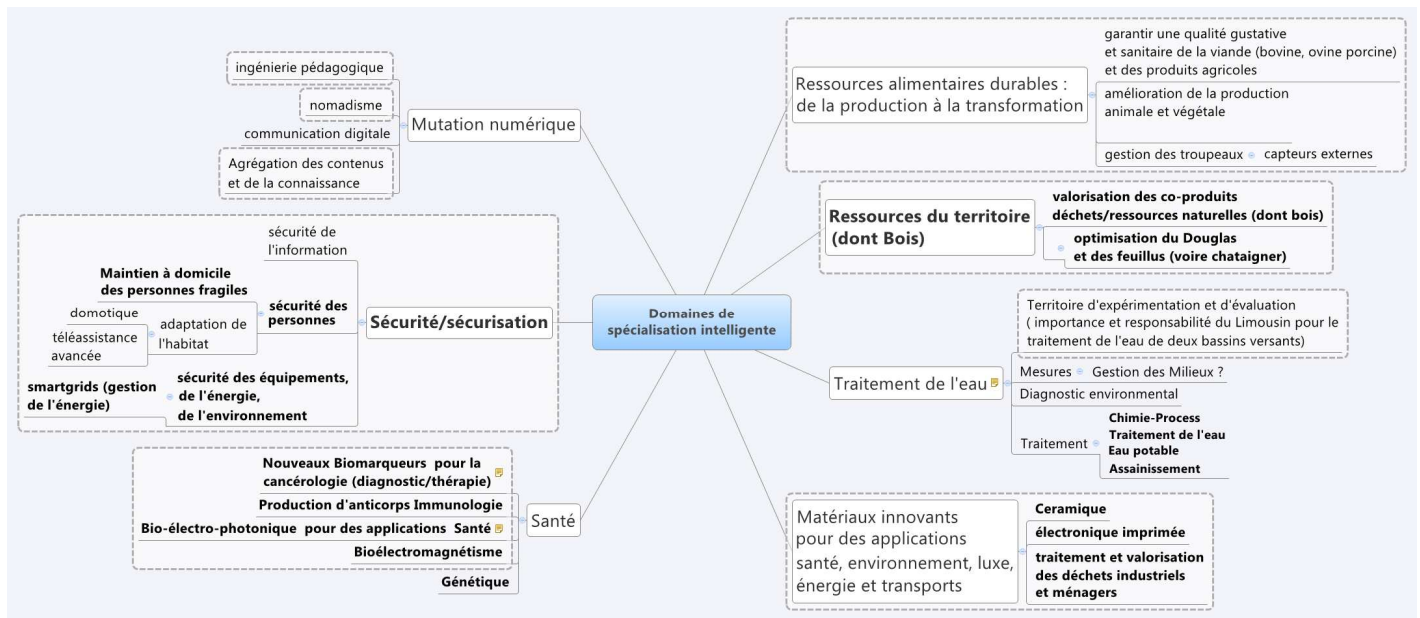 Domaines de
spécialisation intelligente
Mutation numérique
ingénierie pédagogique
nomadisme
communication digitale
Agrégation des contenus
et de la connaissance
Sécurité/sécurisation
sécurité de
l'information
sécurité des
personnes
Maintien à domicile
des personnes fragiles
adaptation de
l'habitat
domotique
téléassistance
avancée
sécurité des équipements,
de l'énergie,
de l'environnement
smartgrids (gestion
de l'énergie)
Santé
Nouveaux Biomarqueurs pour la
cancérologie (diagnostic/thérapie)
Production d'anticorps Immunologie
Bio-électro-photonique pour des applications Santé
Bioélectromagnétisme
Génétique
Ressources alimentaires durables :
de la production à la transformation
garantir une qualité gustative
et sanitaire de la viande (bovine, ovine porcine)
et des produits agricoles
amélioration de la production
animale et végétale
gestion des troupeaux
capteurs externes
Ressources du territoire
(dont Bois)
valorisation des co-produits
déchets/ressources naturelles (dont bois)
optimisation du Douglas
et des feuillus (voire chataigner)
Traitement de l'eau
Territoire d'expérimentation et d'évaluation
( importance et responsabilité du Limousin pour le
traitement de l'eau de deux bassins versants)
Mesures
Gestion des Milieux ?
Diagnostic environmental
Traitement
Chimie-Process
Traitement de l'eau
Eau potable
Assainissement
Matériaux innovants
pour des applications
santé, environnement, luxe,
énergie et transports
Ceramique
électronique imprimée
traitement et valorisation
des déchets industriels
et ménagers